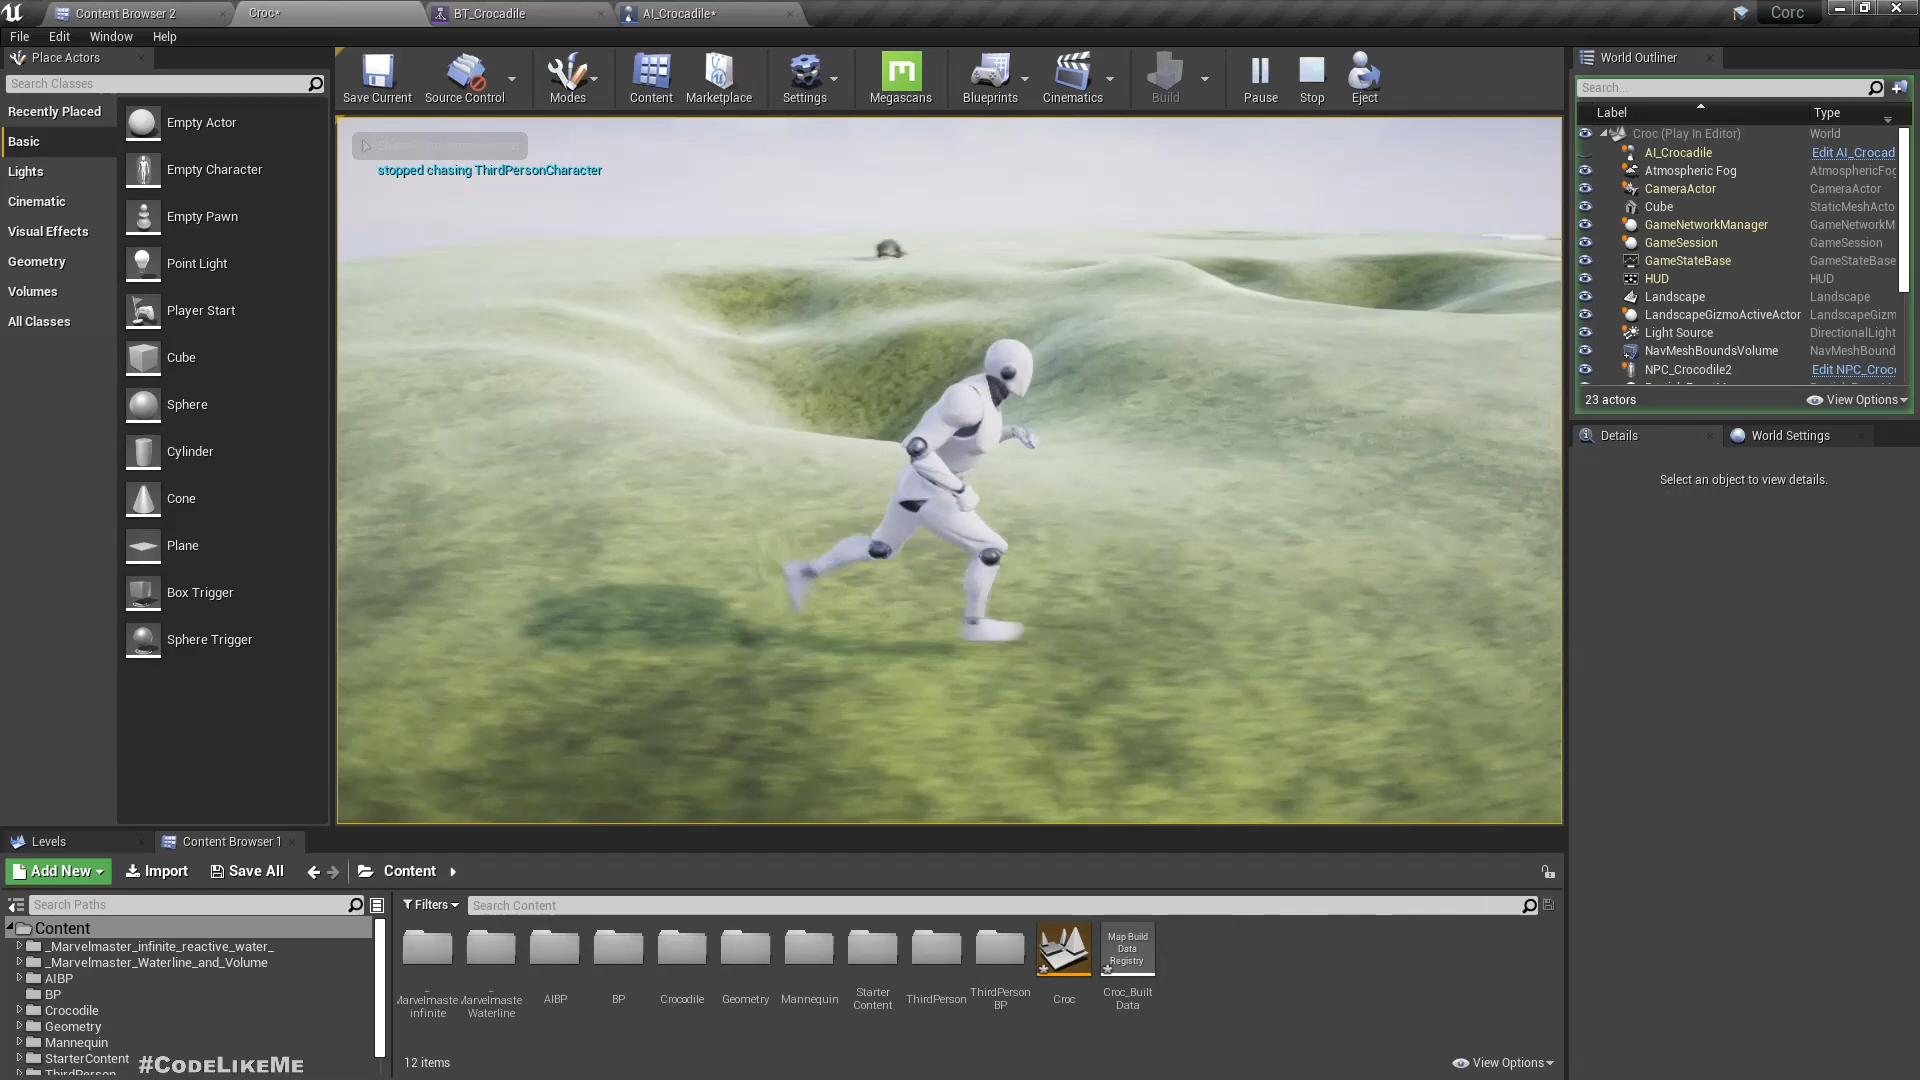 Content Browser 2
Croc*
BT_Crocadile
AI_Crocadile*
Corc
File Edit Window Help
Place Actors
Search Classes
Recently Placed
Basic
Lights
Cinematic
Visual Effects
Geometry
Volumes
All Classes
Empty Actor
Empty Character
Empty Pawn
Point Light
Player Start
Cube
Sphere
Cylinder
Cone
Plane
Box Trigger
Sphere Trigger
Save Current
Source Control
Modes
Content
Marketplace
Settings
Megascans
Blueprints
Cinematics
Build
Pause
Stop
Eject
stopped chasing ThirdPersonCharacter
World Outliner
Search...
Label Type
Croc (Play In Editor) World
AI_Crocadile Edit AI_Crocad
Atmospheric Fog AtmosphericFog
CameraActor CameraActor
Cube StaticMeshActo
GameNetworkManager GameNetworkM
GameSession GameSession
GameStateBase GameStateBase
HUD HUD
Landscape Landscape
LandscapeGizmoActiveActor LandscapeGizm
Light Source DirectionalLight
NavMeshBoundsVolume NavMeshBound
NPC_Crocodile2 Edit NPC_Croc
23 actors
View Options
Details
World Settings
Select an object to view details.
Levels
Content Browser 1
Add New
Import
Save All
Content
Search Paths
Filters
Search Content
Content
_Marvelmaster_infinite_reactive_water_
_Marvelmaster_Waterline_and_Volume
AIBP
BP
Crocodile
Geometry
Mannequin
StarterContent
ThirdPerson
#CodeLikeMe
_
Marvelmaste
infinite
_
Marvelmaste
Waterline
AIBP
BP
Crocodile
Geometry
Mannequin
Starter
Content
ThirdPerson
ThirdPerson
BP
Croc
Map Build
Data
Registry
Croc_Built
Data
12 items
View Options